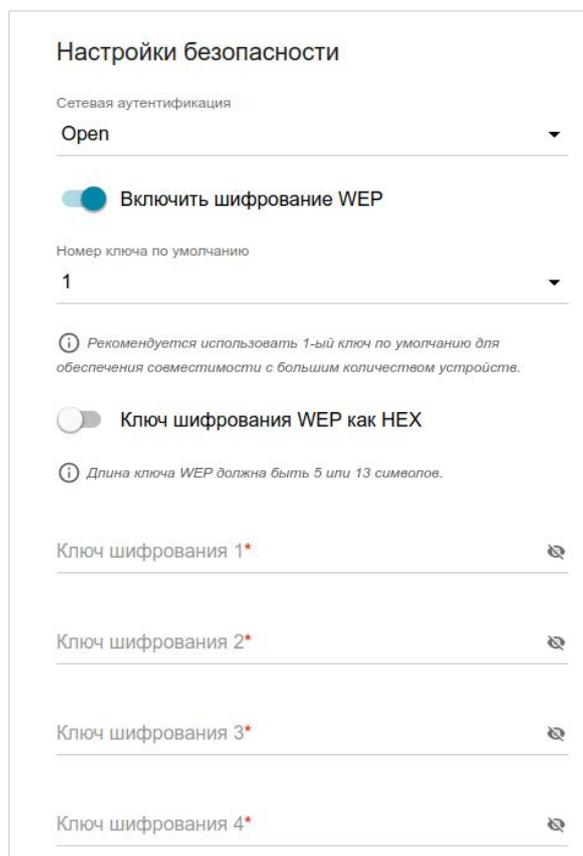 Настройки безопасности
Сетевая аутентификация
Open
Включить шифрование WEP
Номер ключа по умолчанию
1
Рекомендуется использовать 1-ый ключ по умолчанию для
обеспечения совместимости с большим количеством устройств.
Ключ шифрования WEP как HEX
Длина ключа WEP должна быть 5 или 13 символов.
Ключ шифрования 1*
Ключ шифрования 2*
Ключ шифрования 3*
Ключ шифрования 4*